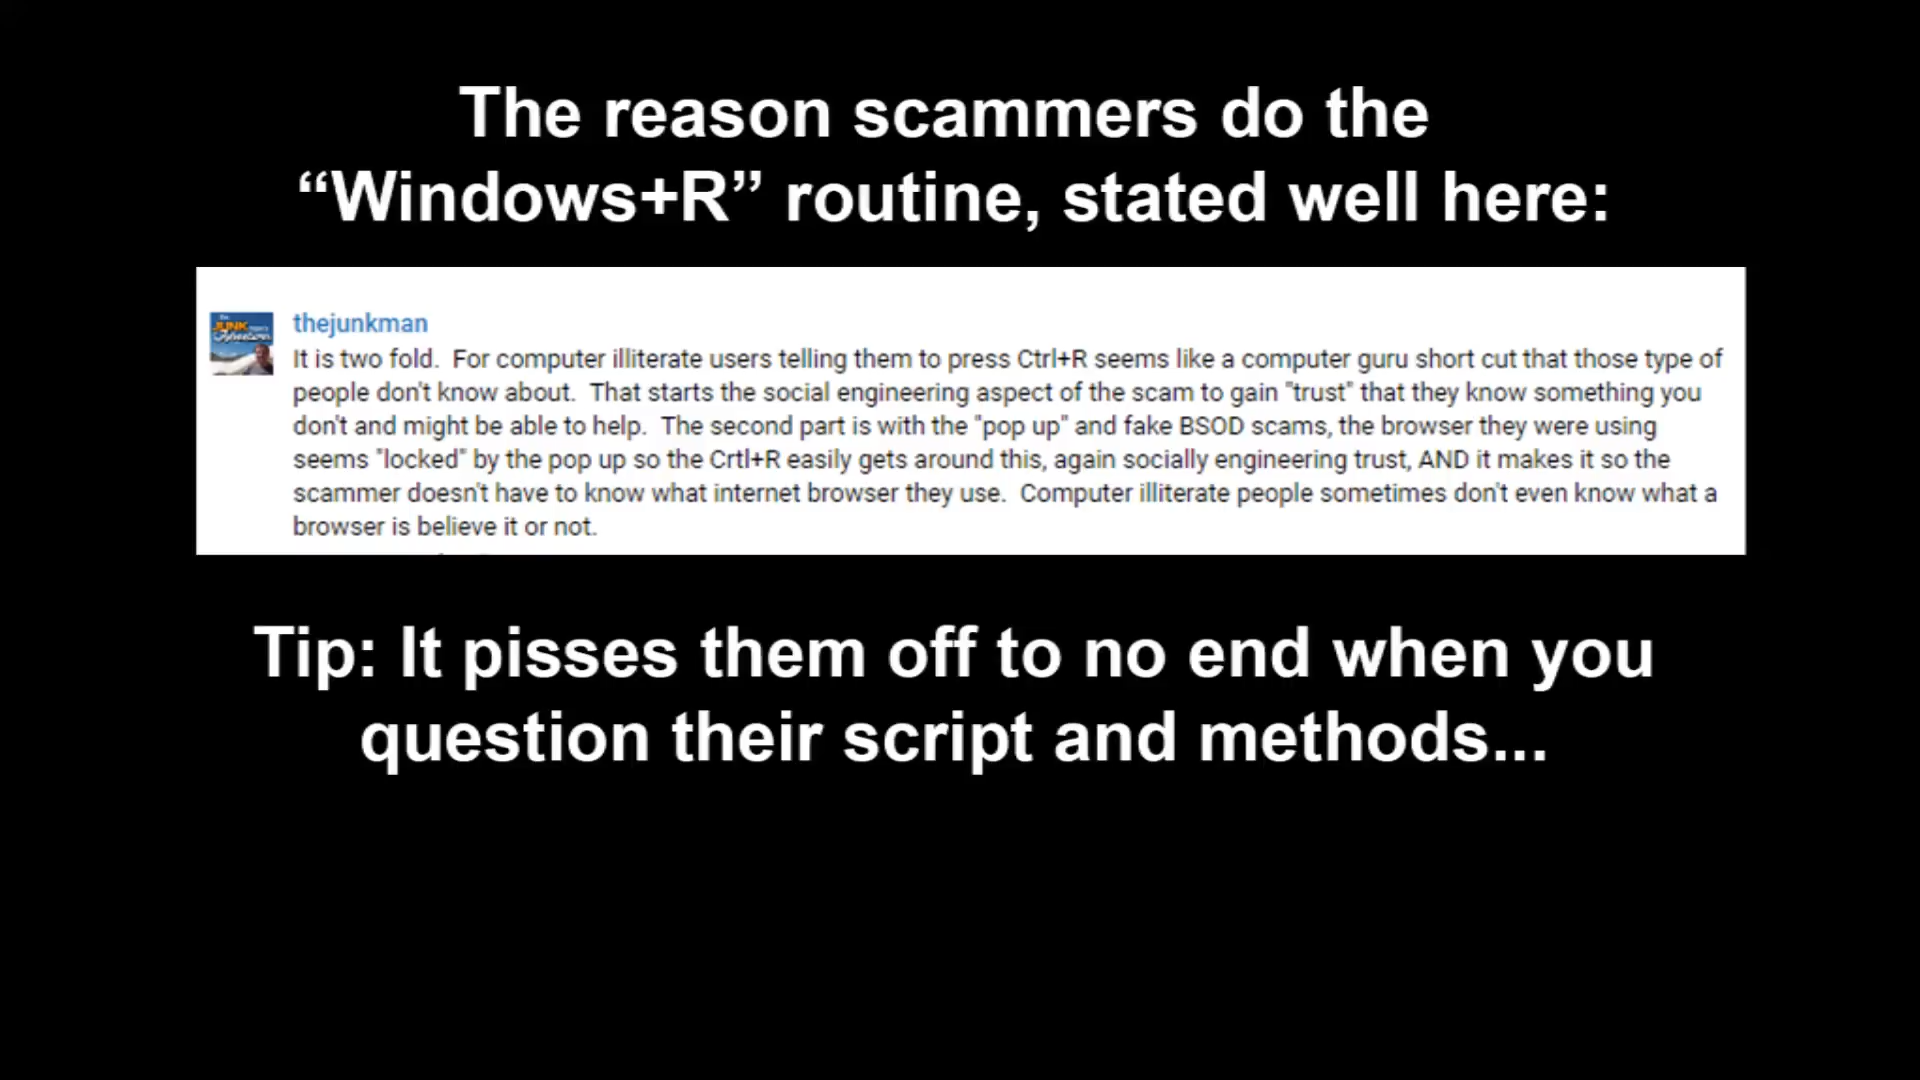 The reason scammers do the
“Windows+R” routine, stated well here:
thejunkman
It is two fold.  For computer illiterate users telling them to press Ctrl+R seems like a computer guru short cut that those type of
people don't know about.  That starts the social engineering aspect of the scam to gain "trust" that they know something you
don't and might be able to help.  The second part is with the "pop up" and fake BSOD scams, the browser they were using
seems "locked" by the pop up so the Crtl+R easily gets around this, again socially engineering trust, AND it makes it so the
scammer doesn't have to know what internet browser they use.  Computer illiterate people sometimes don't even know what a
browser is believe it or not.
Tip: It pisses them off to no end when you
question their script and methods...